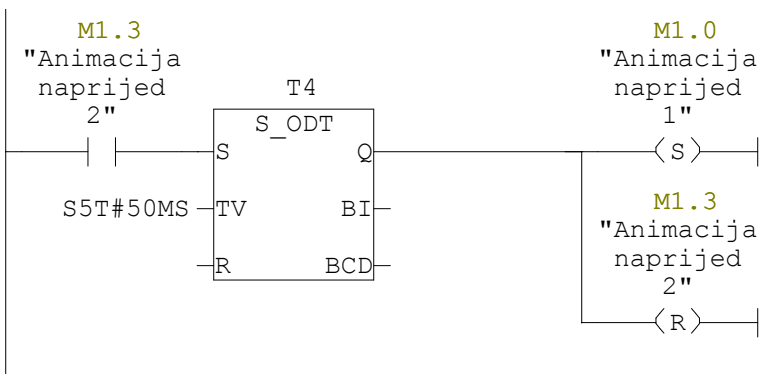 M1.3
"Animacija
naprijed
2"
T4
S_ODT
S
Q
S5T#50MS
TV
BI
R
BCD
M1.0
"Animacija
naprijed
1"
S
M1.3
"Animacija
naprijed
2"
R